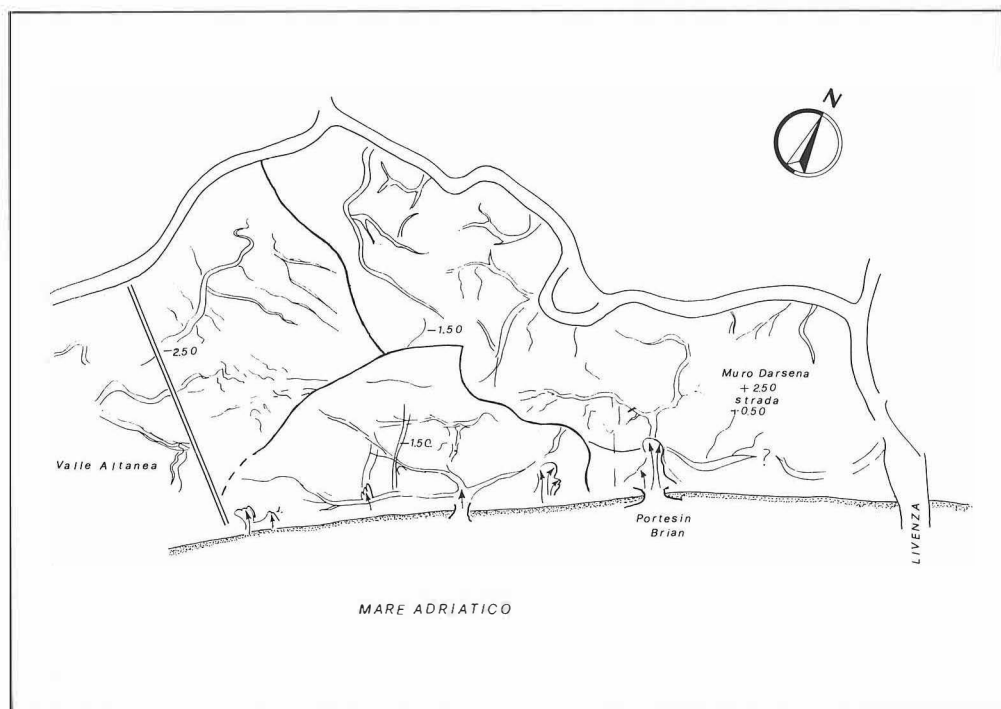 N
−1.50
−2.50
Muro Darsena
+ 2.50
strada
+ 0.50
−1.50
Valle Altanea
?
Portesin
Brian
LIVENZA
MARE ADRIATICO